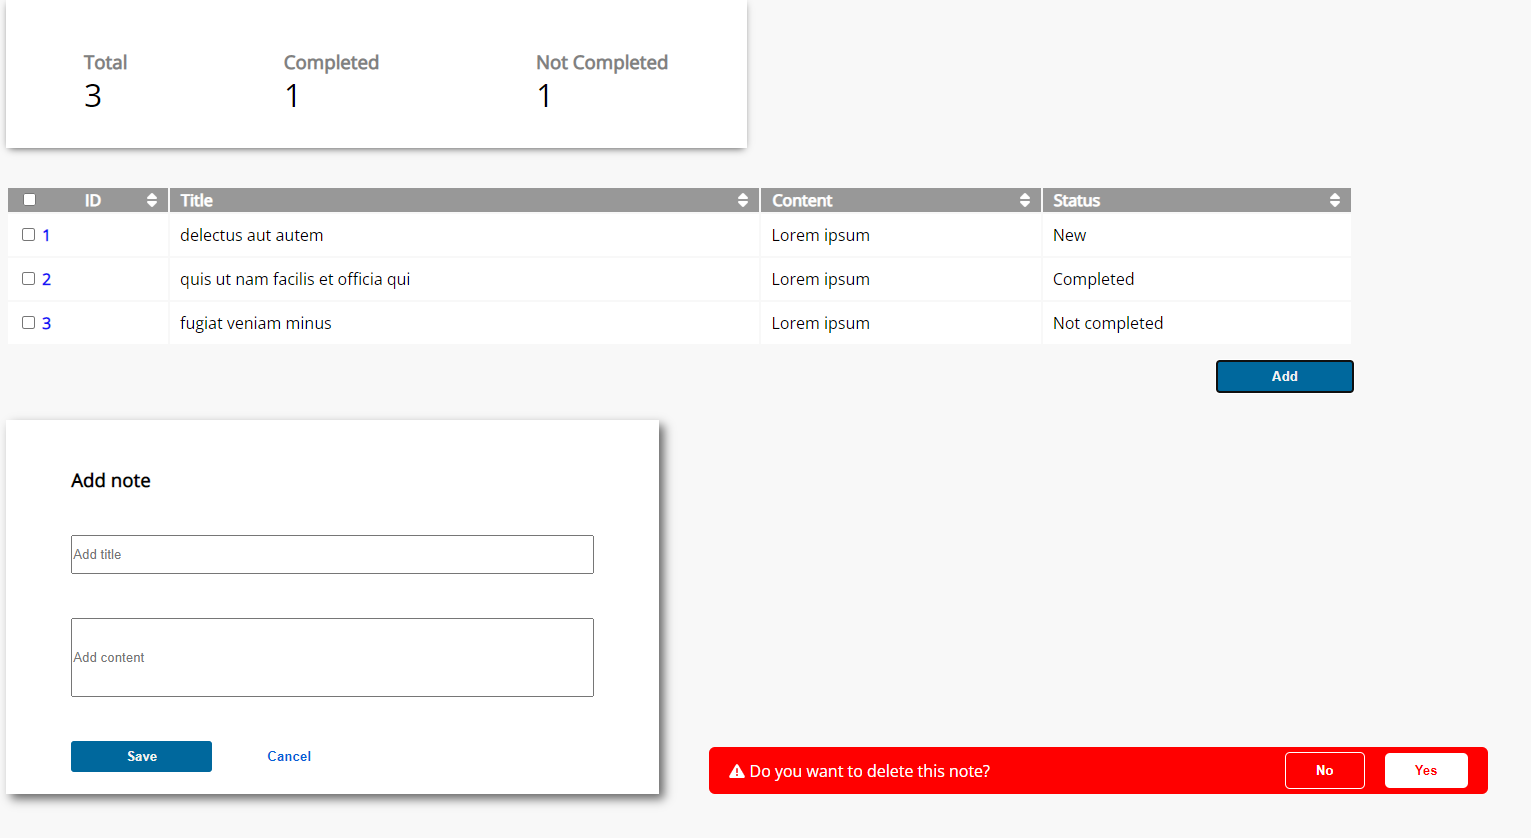 Total Completed Not Completed
3 1 1
ID Title Content Status
1 delectus aut autem Lorem ipsum New
2 quis ut nam facilis et officia qui Lorem ipsum Completed
3 fugiat veniam minus Lorem ipsum Not completed
Add
Add note
Add title
Add content
Save Cancel
Do you want to delete this note? No Yes